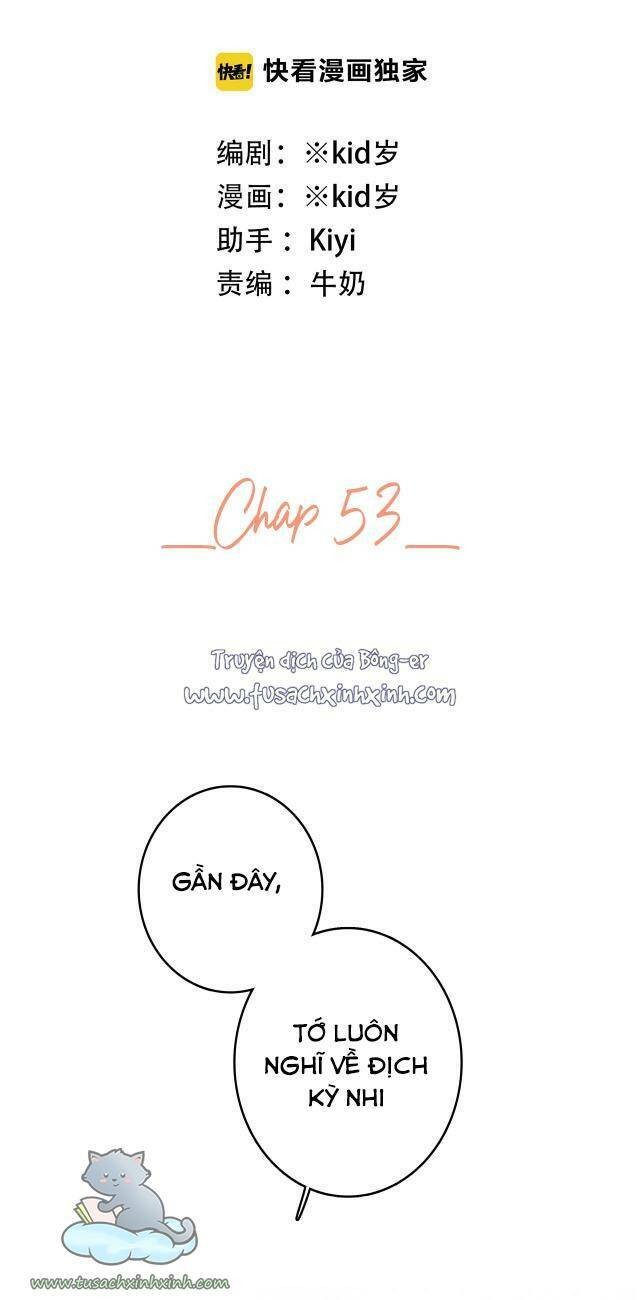 快看! 快看漫画独家
编剧：※kid岁
漫画：※kid岁
助手：Kiyi
责编：牛奶
Chap 53
Truyện dịch của Bông-er
www.tusachxinhxinh.com
GẦN ĐÂY,
TỚ LUÔN
NGHĨ VỀ ĐỊCH
KỲ NHI
www.tusachxinhxinh.com